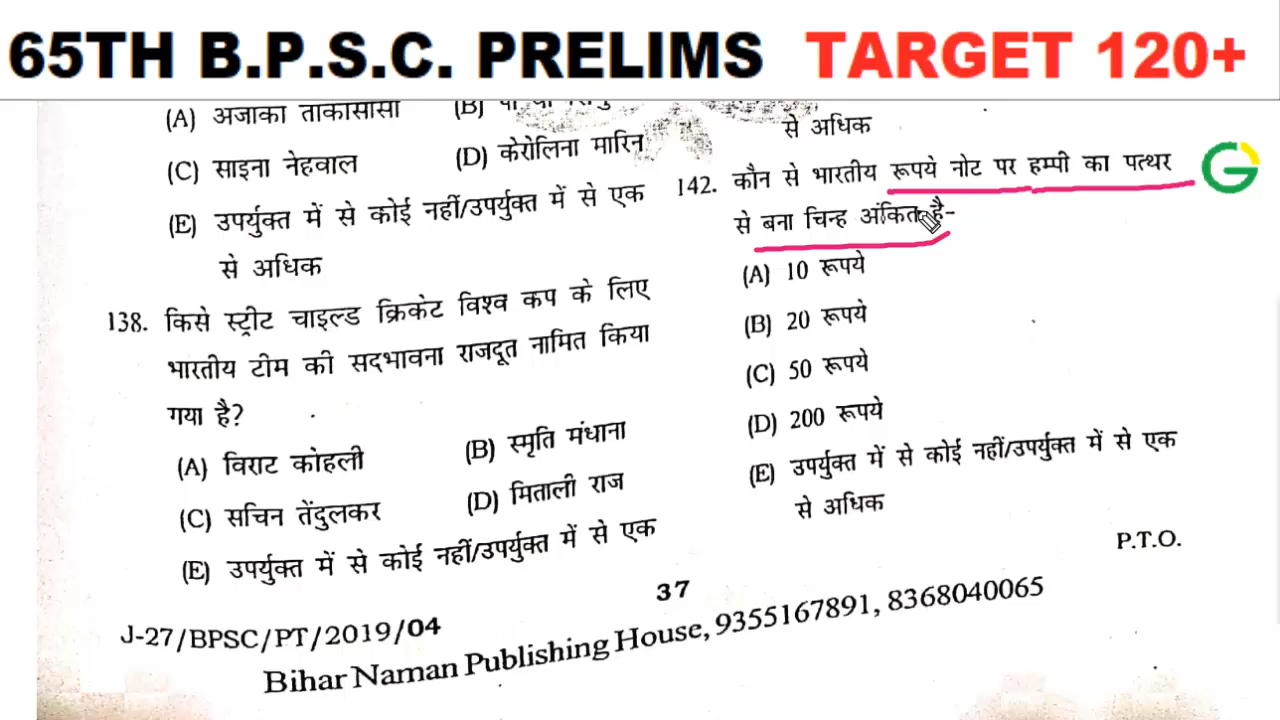 65TH B.P.S.C. PRELIMS TARGET 120+
(A) अजाका ताकासासा (B)
(C) साइना नेहवाल (D) केरोलिना मारिन
(E) उपर्युक्त में से कोई नहीं/उपर्युक्त में से एक
से अधिक
138. किसे स्ट्रीट चाइल्ड क्रिकेट विश्व कप के लिए
भारतीय टीम की सदभावना राजदूत नामित किया
गया है?
(A) विराट कोहली (B) स्मृति मंधाना
(C) सचिन तेंदुलकर (D) मिताली राज
(E) उपर्युक्त में से कोई नहीं/उपर्युक्त में से एक
से अधिक
142. कौन से भारतीय रूपये नोट पर हम्पी का पत्थर
से बना चिन्ह अंकित है-
(A) 10 रूपये
(B) 20 रूपये
(C) 50 रूपये
(D) 200 रूपये
(E) उपर्युक्त में से कोई नहीं/उपर्युक्त में से एक
से अधिक
P.T.O.
37
J-27/BPSC/PT/2019/04
Bihar Naman Publishing House, 9355167891, 8368040065
G